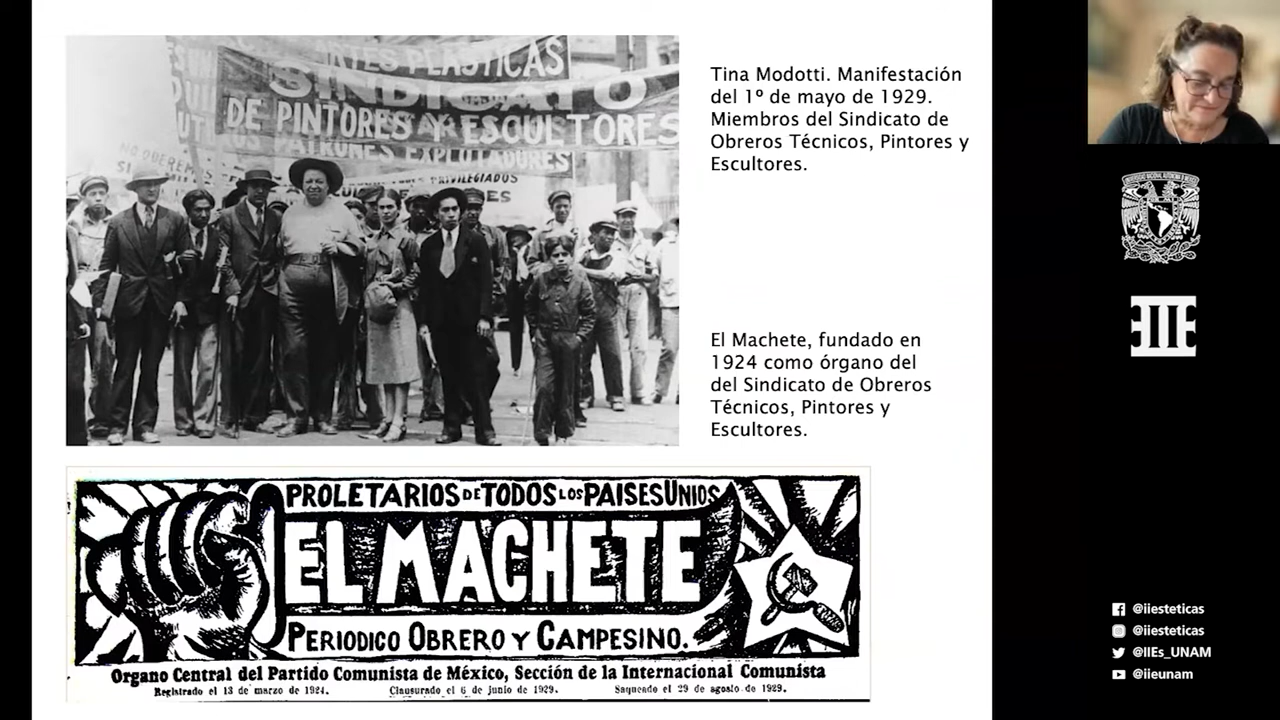 ARTES PLASTICAS
SINDICATO
DE PINTORES Y ESCULTORES
PATRONES EXPLOTADORES
NO QUEREMOS
PRIVILEGIADOS
Tina Modotti. Manifestación
del 1º de mayo de 1929.
Miembros del Sindicato de
Obreros Técnicos, Pintores y
Escultores.
El Machete, fundado en
1924 como órgano del
del Sindicato de Obreros
Técnicos, Pintores y
Escultores.
PROLETARIOS DE TODOS LOS PAISES UNIOS
EL MACHETE
PERIODICO OBRERO Y CAMPESINO.
Organo Central del Partido Comunista de México, Sección de la Internacional Comunista
Registrado el 13 de marzo de 1924. Clausurado el 6 de junio de 1929. Saqueado el 29 de agosto de 1929.
@iiesteticas
@iiesteticas
@IIEs_UNAM
@iieunam